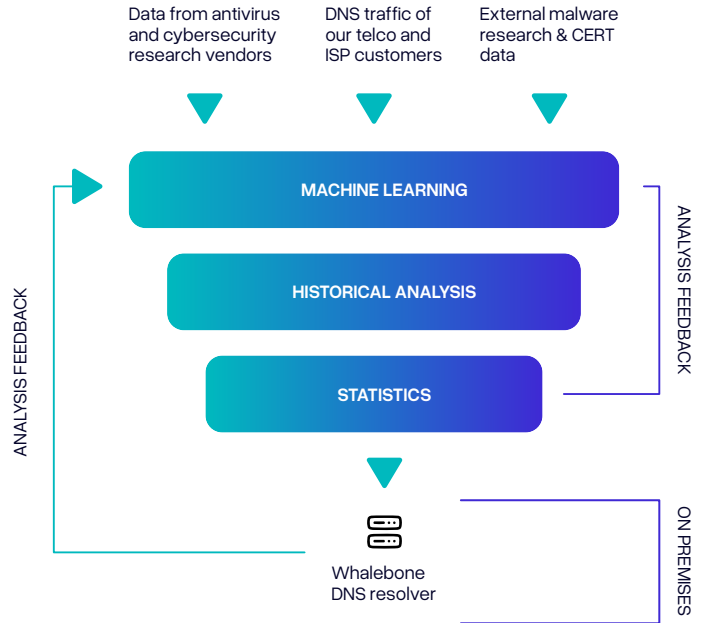 Data from antivirus
and cybersecurity
research vendors
DNS traffic of
our telco and
ISP customers
External malware
research & CERT
data
MACHINE LEARNING
HISTORICAL ANALYSIS
STATISTICS
ANALYSIS FEEDBACK
ANALYSIS FEEDBACK
Whalebone
DNS resolver
ON PREMISES